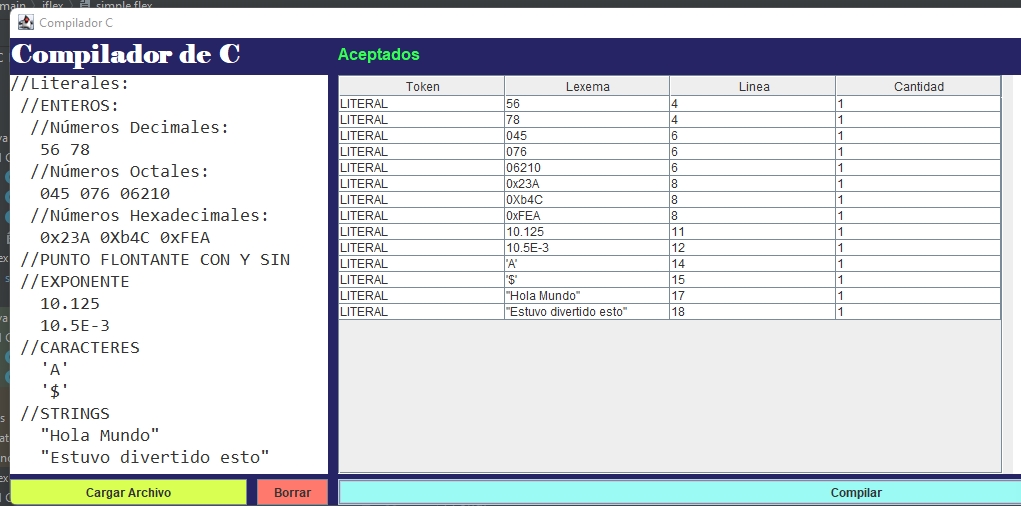 main iflex simple.flex
Compilador C
Compilador de C
Aceptados
//Literales:
//ENTEROS:
//Números Decimales:
56 78
//Números Octales:
045 076 06210
//Números Hexadecimales:
0x23A 0Xb4C 0xFEA
//PUNTO FLONTANTE CON Y SIN
//EXPONENTE
10.125
10.5E-3
//CARACTERES
'A'
'$'
//STRINGS
"Hola Mundo"
"Estuvo divertido esto"
Token Lexema Linea Cantidad
LITERAL 56 4 1
LITERAL 78 4 1
LITERAL 045 6 1
LITERAL 076 6 1
LITERAL 06210 6 1
LITERAL 0x23A 8 1
LITERAL 0Xb4C 8 1
LITERAL 0xFEA 8 1
LITERAL 10.125 11 1
LITERAL 10.5E-3 12 1
LITERAL 'A' 14 1
LITERAL '$' 15 1
LITERAL "Hola Mundo" 17 1
LITERAL "Estuvo divertido esto" 18 1
Cargar Archivo Borrar Compilar